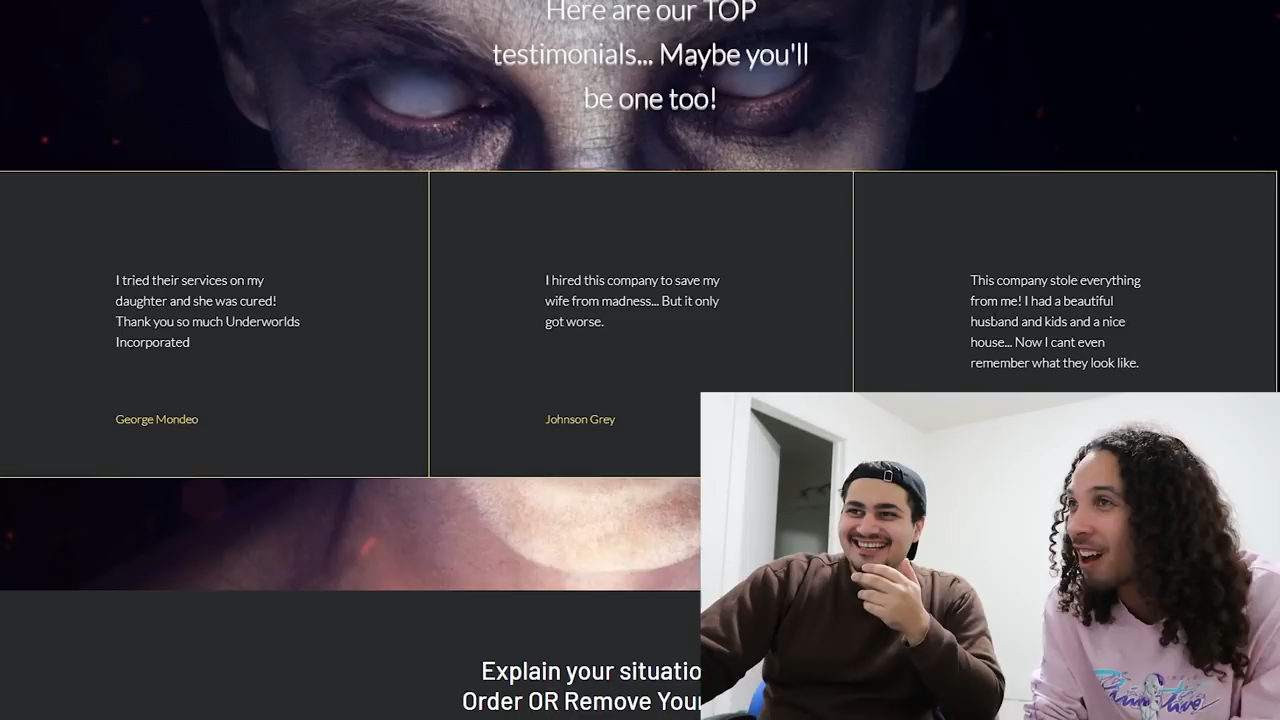 Here are our TOP
testimonials... Maybe you'll
be one too!
I tried their services on my
daughter and she was cured!
Thank you so much Underworlds
Incorporated
George Mondeo
I hired this company to save my
wife from madness... But it only
got worse.
Johnson Grey
This company stole everything
from me! I had a beautiful
husband and kids and a nice
house... Now I cant even
remember what they look like.
Explain your situatio
Order OR Remove Your
Primitive